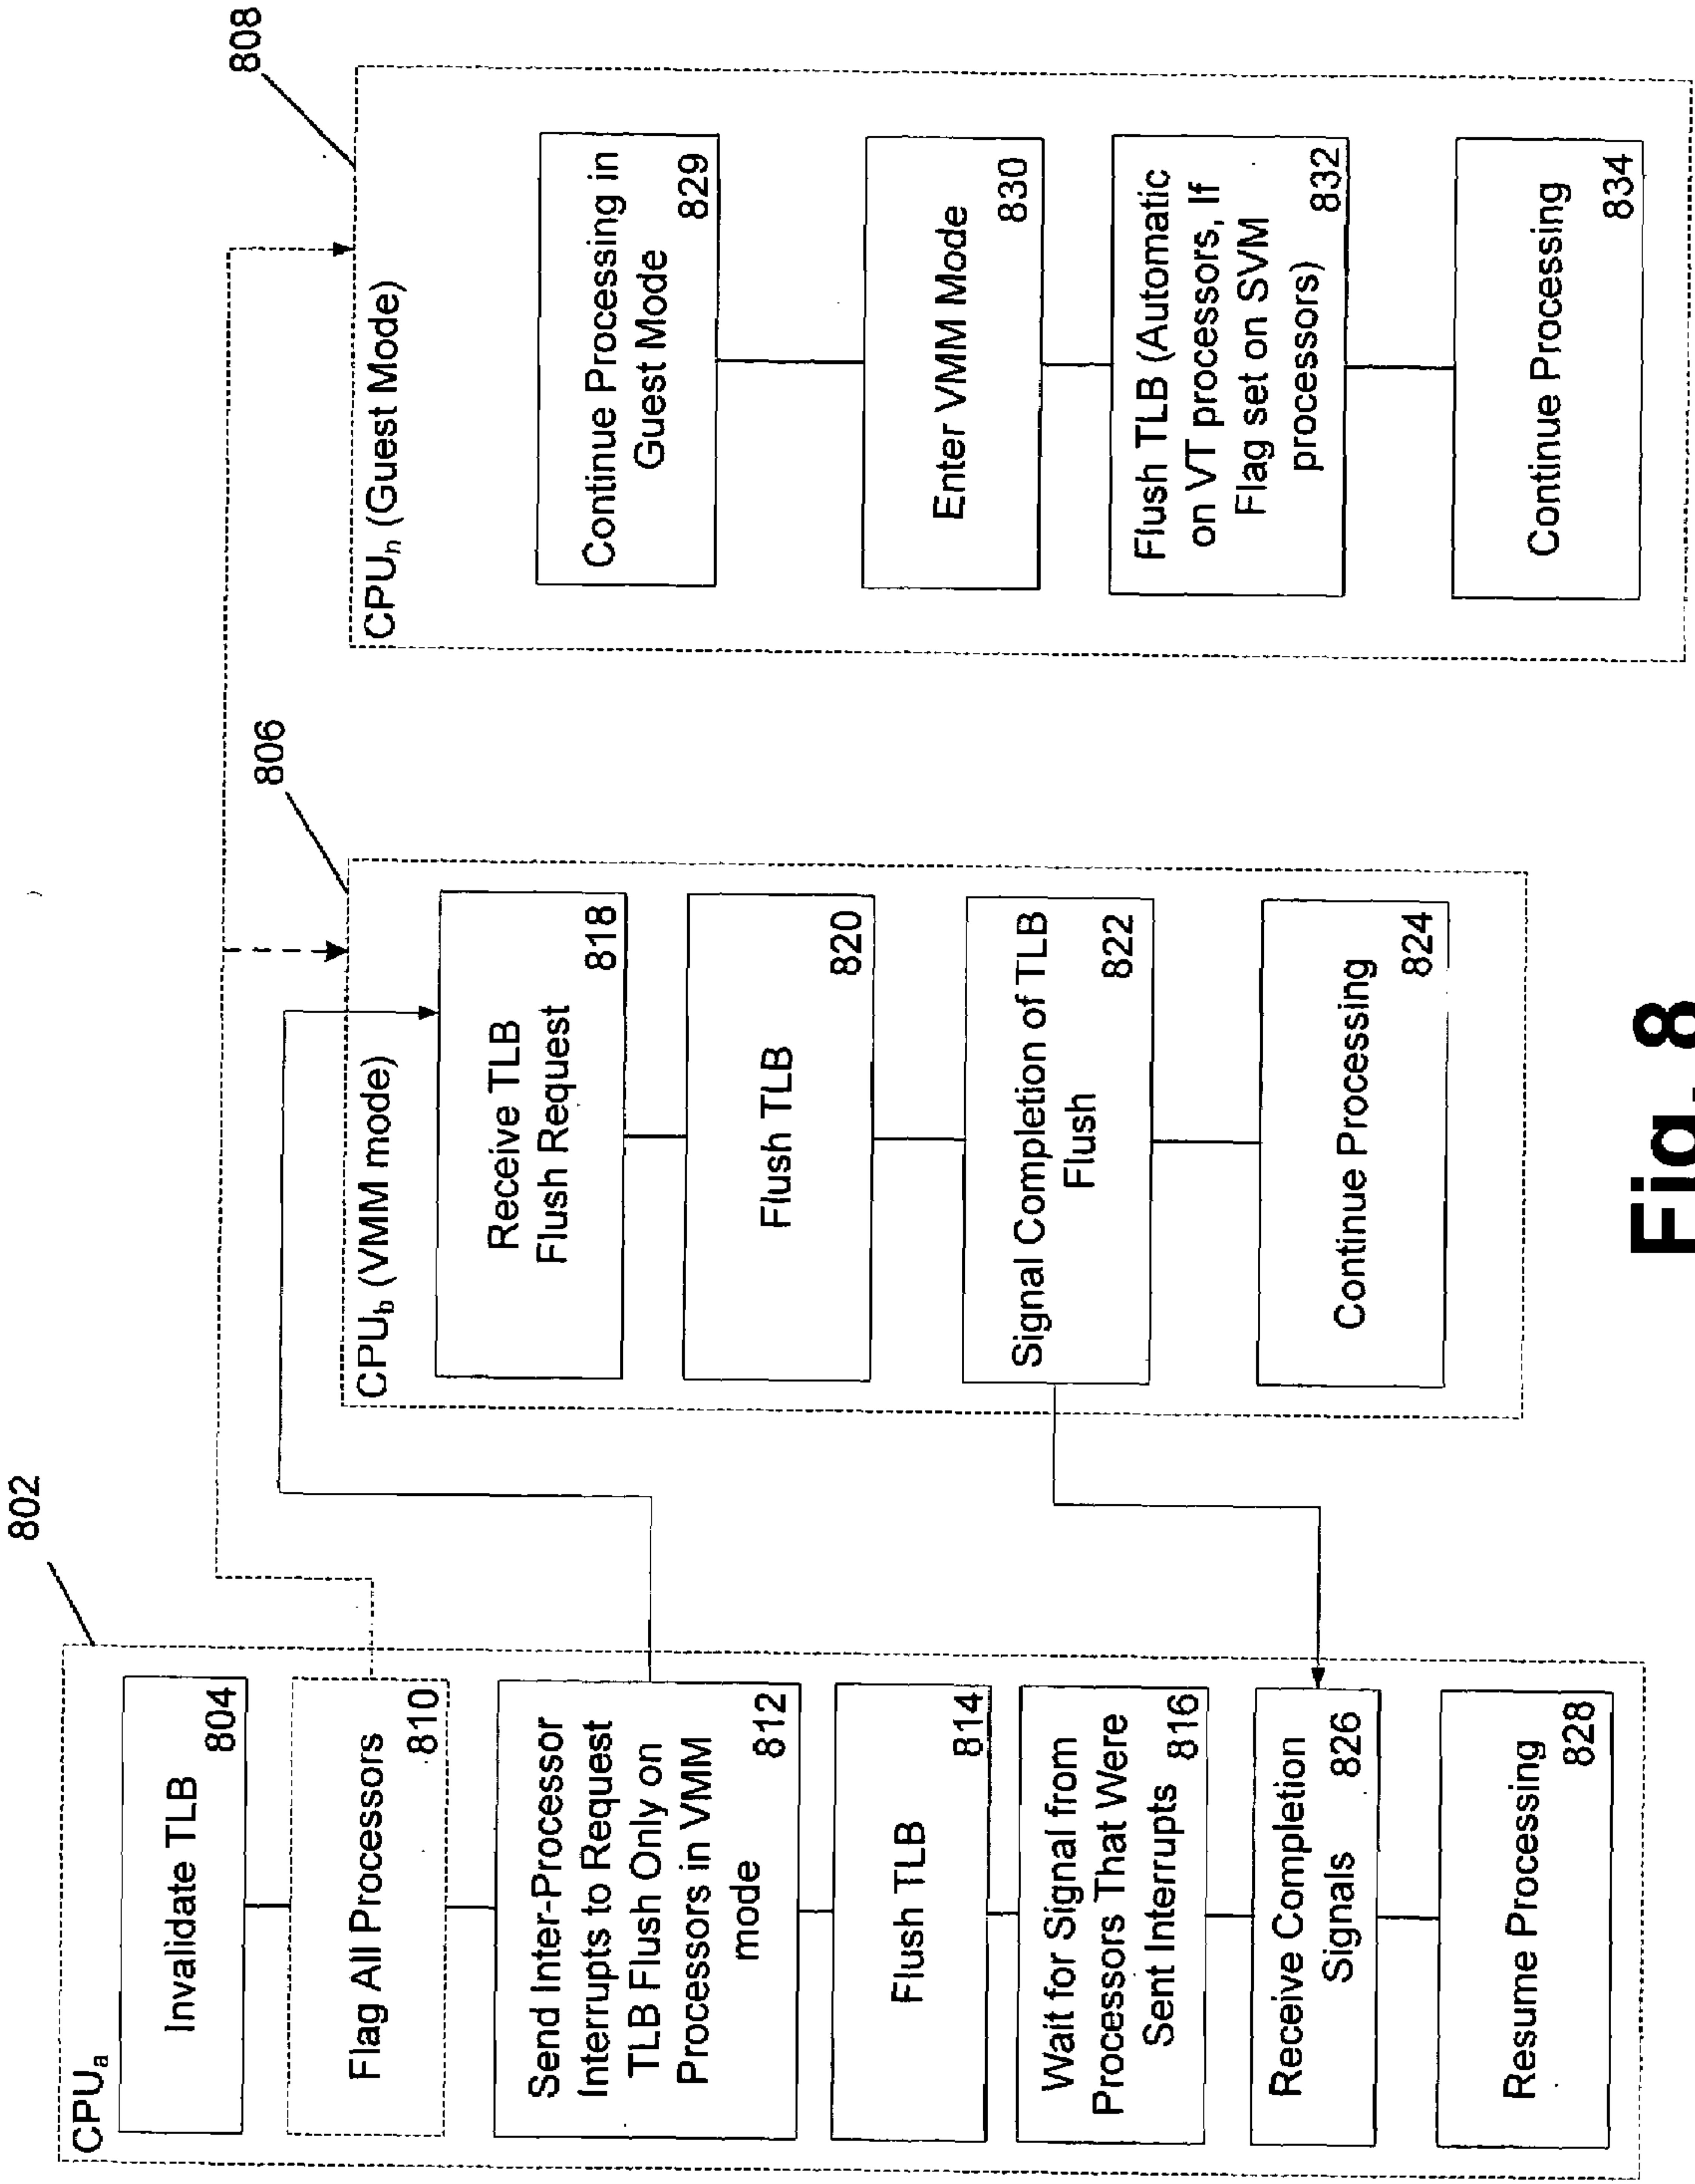 802
CPUa
Invalidate TLB
804
Flag All Processors
810
Send Inter-Processor
Interrupts to Request
TLB Flush Only on
Processors in VMM
mode
812
Flush TLB
814
Wait for Signal from
Processors That Were
Sent Interrupts
816
Receive Completion
Signals
826
Resume Processing
828
806
CPUb (VMM mode)
Receive TLB
Flush Request
818
Flush TLB
820
Signal Completion of TLB
Flush
822
Continue Processing
824
808
CPUn (Guest Mode)
Continue Processing in
Guest Mode
829
Enter VMM Mode
830
Flush TLB (Automatic
on VT processors, If
Flag set on SVM
processors)
832
Continue Processing
834
Fig. 8